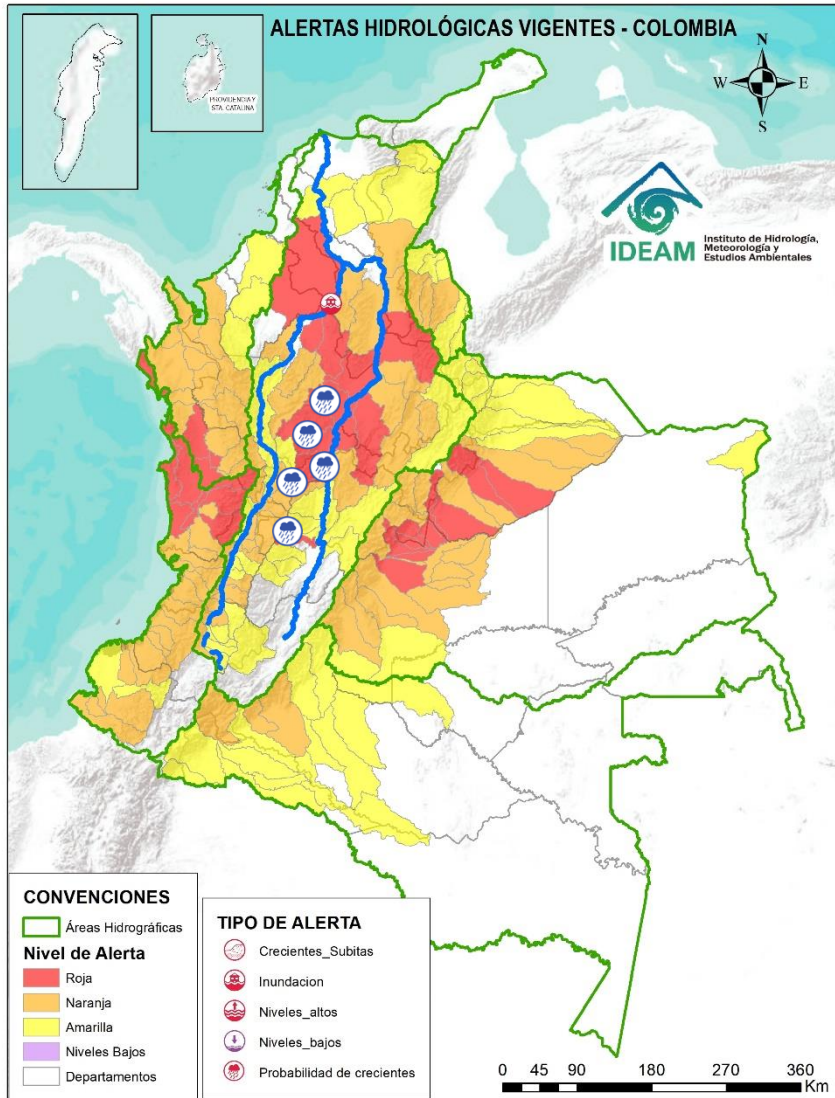 ALERTAS HIDROLÓGICAS VIGENTES - COLOMBIA
PROVIDENCIA Y
STA. CATALINA
N
W
E
S
IDEAM
Instituto de Hidrología,
Meteorología y
Estudios Ambientales
CONVENCIONES
Áreas Hidrográficas
Nivel de Alerta
Roja
Naranja
Amarilla
Niveles Bajos
Departamentos
TIPO DE ALERTA
Crecientes_Subitas
Inundacion
Niveles_altos
Niveles_bajos
Probabilidad de crecientes
0 45 90 180 270 360
Km